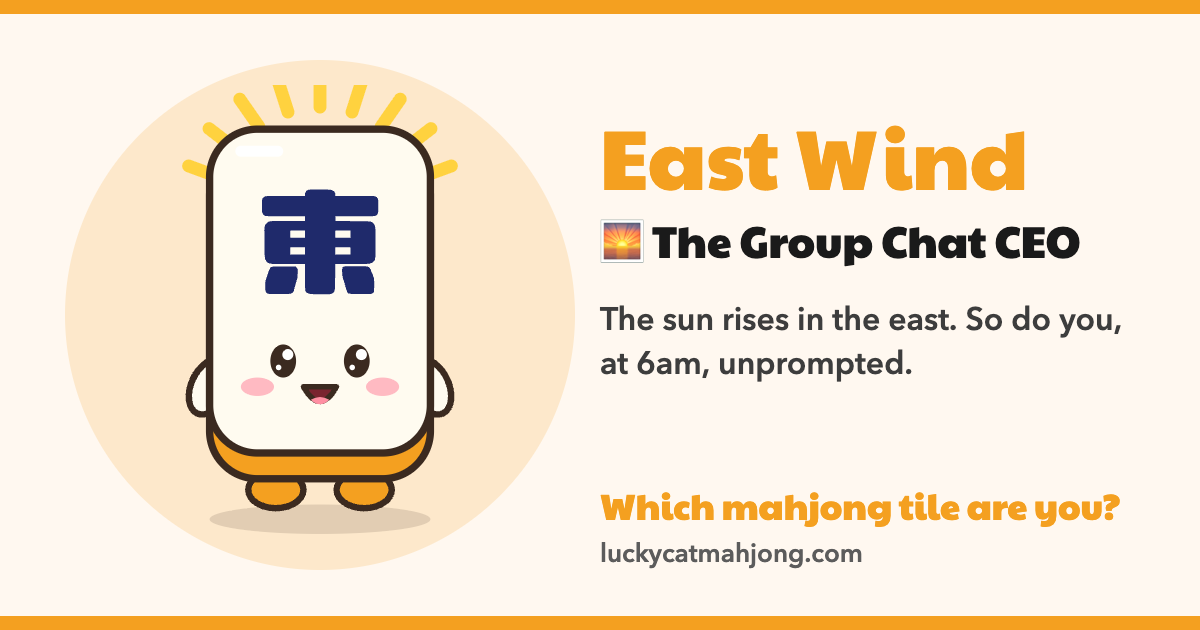 東
East Wind
🌅 The Group Chat CEO
The sun rises in the east. So do you,
at 6am, unprompted.
Which mahjong tile are you?
luckycatmahjong.com